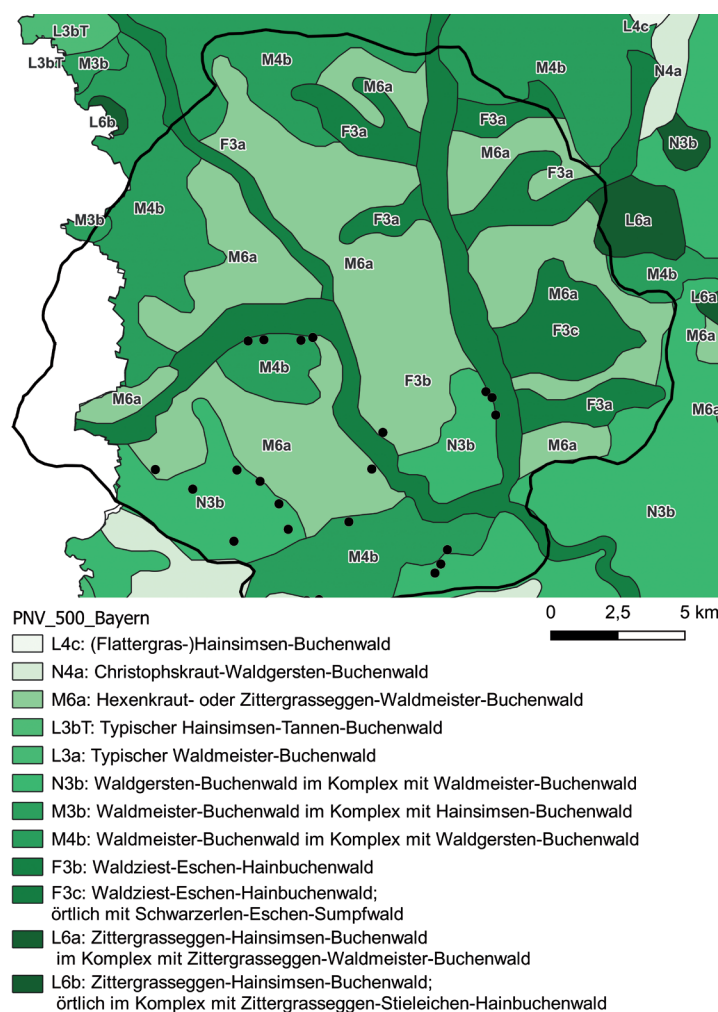 L3bT
L4c
L3bT
M3b
M4b
N4a
M6a
M4b
L6b
F3a
F3a
N3b
F3a
M6a
F3a
M3b
M4b
F3a
L6a
M6a
M6a
M4b
M6a
L6a
F3c
M6a
M4b
M6a
F3b
F3a
M6a
M6a
N3b
M6a
N3b
N3b
M4b
PNV_500_Bayern
0 2,5 5 km
L4c: (Flattergras-)Hainsimsen-Buchenwald
N4a: Christophskraut-Waldgersten-Buchenwald
M6a: Hexenkraut- oder Zittergrasseggen-Waldmeister-Buchenwald
L3bT: Typischer Hainsimsen-Tannen-Buchenwald
L3a: Typischer Waldmeister-Buchenwald
N3b: Waldgersten-Buchenwald im Komplex mit Waldmeister-Buchenwald
M3b: Waldmeister-Buchenwald im Komplex mit Hainsimsen-Buchenwald
M4b: Waldmeister-Buchenwald im Komplex mit Waldgersten-Buchenwald
F3b: Waldziest-Eschen-Hainbuchenwald
F3c: Waldziest-Eschen-Hainbuchenwald;
örtlich mit Schwarzerlen-Eschen-Sumpfwald
L6a: Zittergrasseggen-Hainsimsen-Buchenwald
im Komplex mit Zittergrasseggen-Waldmeister-Buchenwald
L6b: Zittergrasseggen-Hainsimsen-Buchenwald;
örtlich im Komplex mit Zittergrasseggen-Stieleichen-Hainbuchenwald